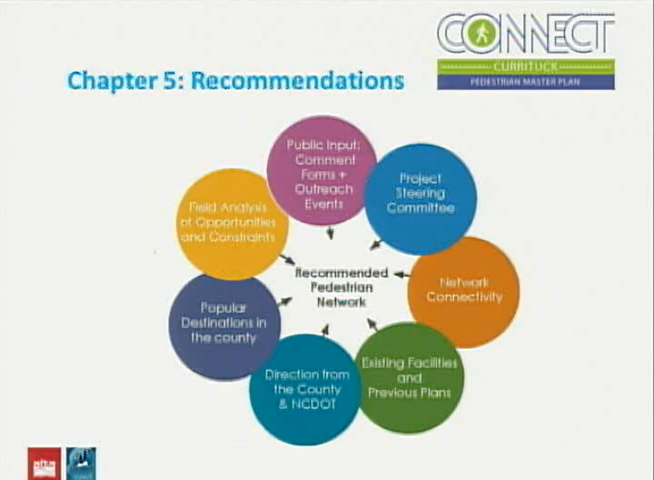 CONNECT
CURRITUCK
PEDESTRIAN MASTER PLAN
Chapter 5: Recommendations
Public Input:
Comment
Forms +
Outreach
Events
Project
Steering
Committee
Network
Connectivity
Existing Facilities
and
Previous Plans
Direction from
the County
& NCDOT
Popular
Destinations in
the county
Field Analysis
of Opportunities
and Constraints
Recommended
Pedestrian
Network
alta